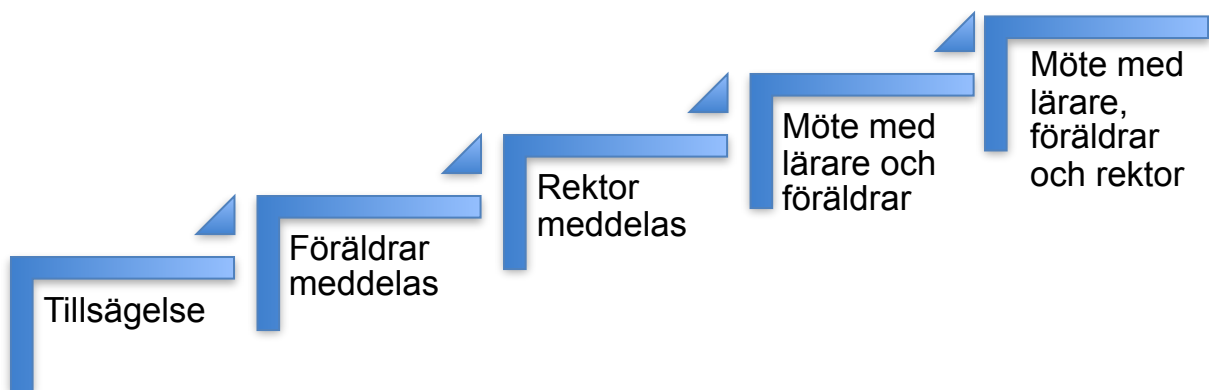 Tillsägelse
Föräldrar
meddelas
Rektor
meddelas
Möte med
lärare och
föräldrar
Möte med
lärare,
föräldrar
och rektor